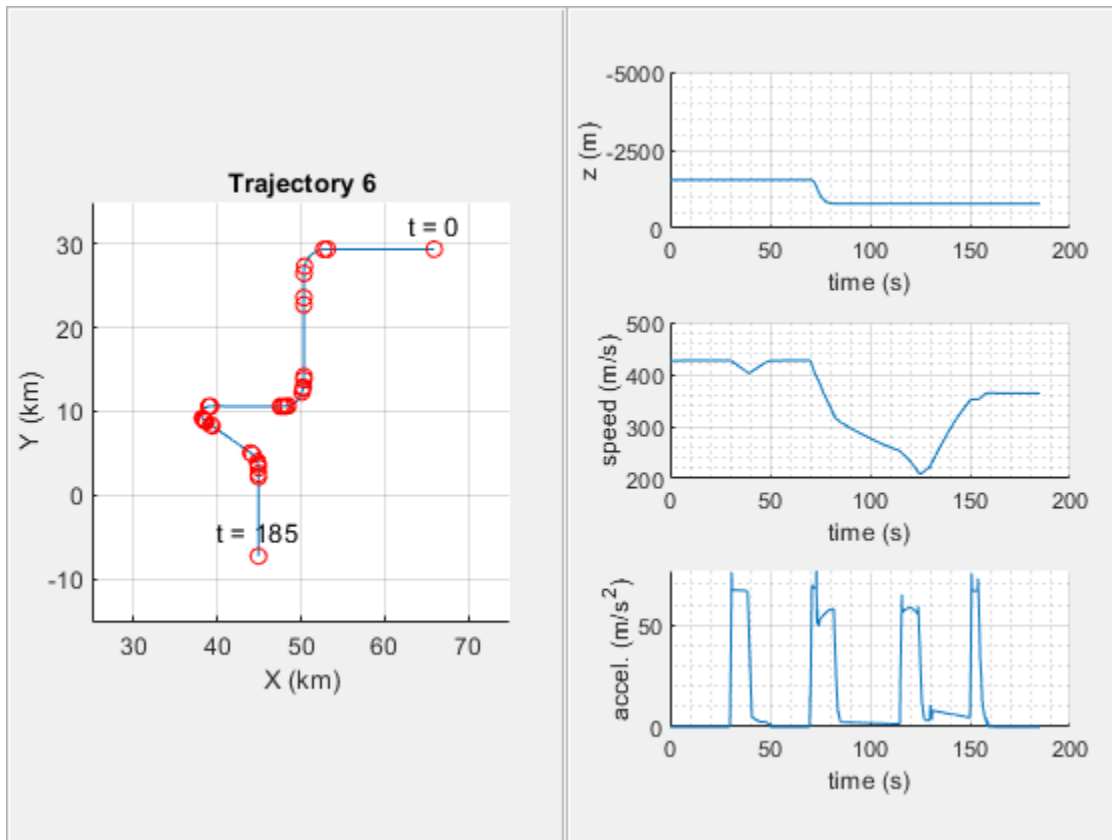 Trajectory 6
t = 0
t = 185
30
20
10
0
-10
Y (km)
30 40 50 60 70
X (km)
-5000
-2500
0
z (m)
0 50 100 150 200
time (s)
500
400
300
200
speed (m/s)
0 50 100 150 200
time (s)
50
0
accel. (m/s²)
0 50 100 150 200
time (s)